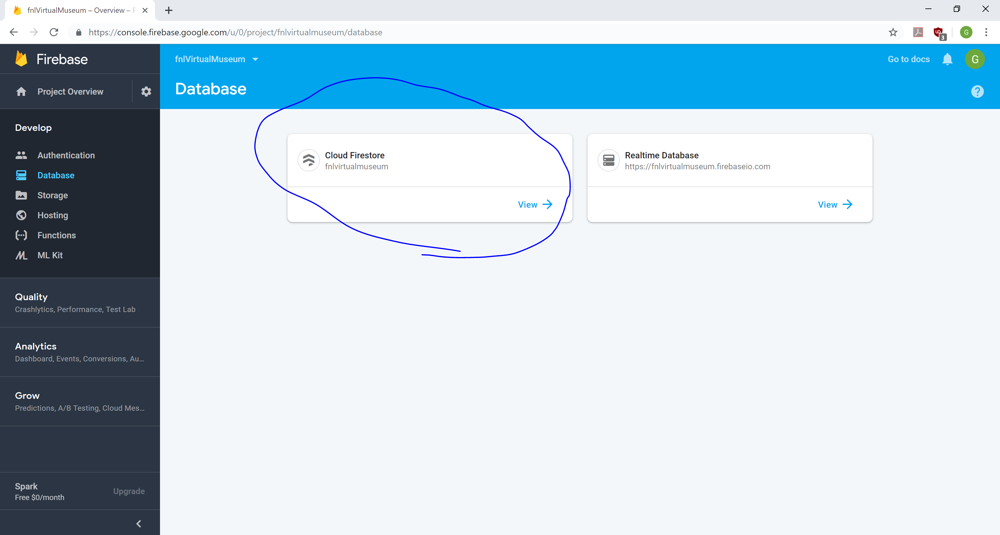 fnlVirtualMuseum – Overview –
https://console.firebase.google.com/u/0/project/fnlvirtualmuseum/database
3
G
Firebase
fnlVirtualMuseum
Go to docs
G
Project Overview
Database
?
Develop
Authentication
Database
Storage
Hosting
Functions
ML Kit
Cloud Firestore
fnlvirtualmuseum
View
Realtime Database
https://fnlvirtualmuseum.firebaseio.com
View
Quality
Crashlytics, Performance, Test Lab
Analytics
Dashboard, Events, Conversions, Au...
Grow
Predictions, A/B Testing, Cloud Mes...
Spark
Free $0/month
Upgrade